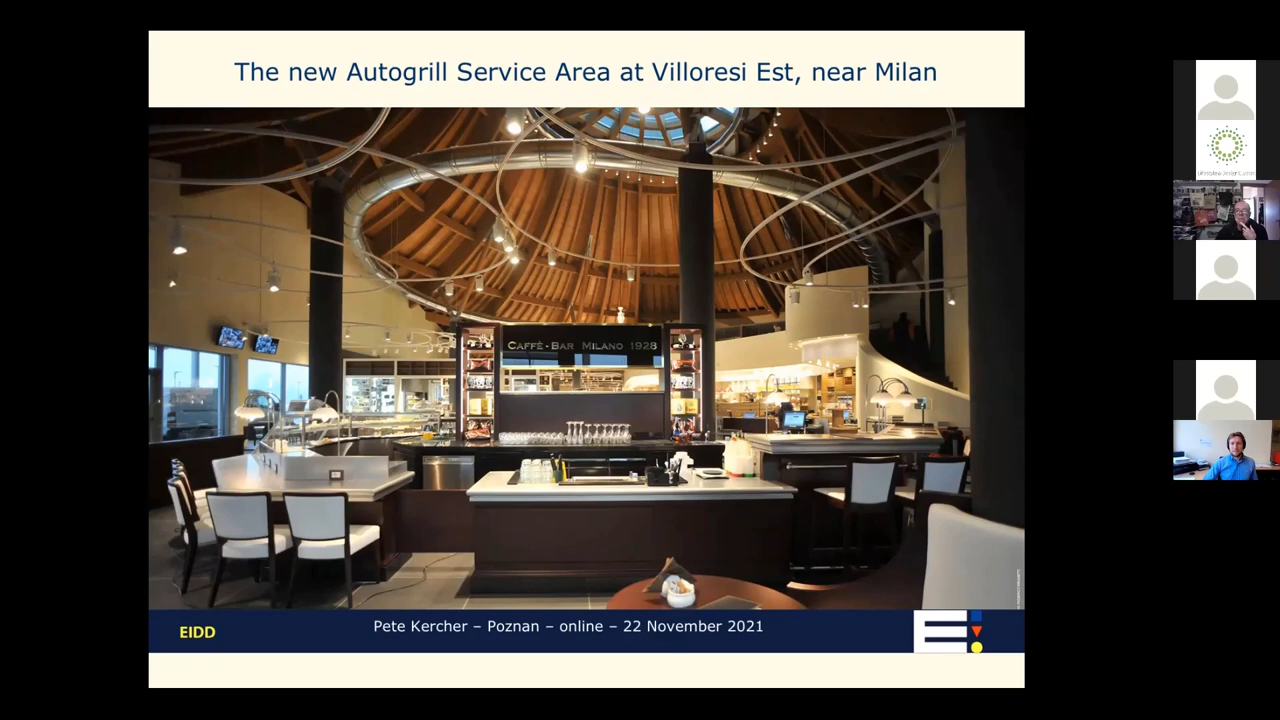 The new Autogrill Service Area at Villoresi Est, near Milan
CAFFÈ-BAR MILANO 1928
EIDD
Pete Kercher – Poznan – online – 22 November 2021